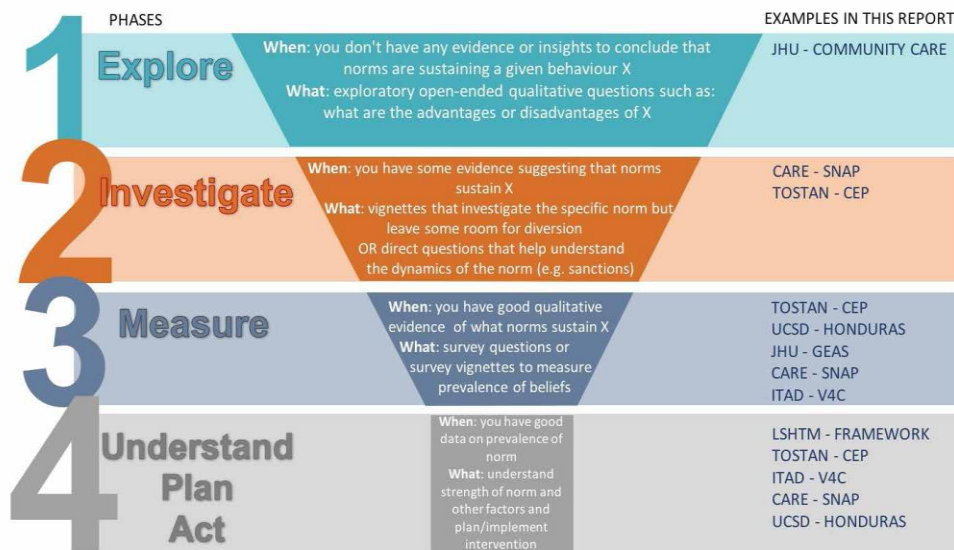 PHASES
EXAMPLES IN THIS REPORT
1
Explore
When: you don't have any evidence or insights to conclude that
norms are sustaining a given behaviour X
What: exploratory open-ended qualitative questions such as:
what are the advantages or disadvantages of X
JHU - COMMUNITY CARE
2
Investigate
When: you have some evidence suggesting that norms
sustain X
What: vignettes that investigate the specific norm but
leave some room for diversion
OR direct questions that help understand
the dynamics of the norm (e.g. sanctions)
CARE - SNAP
TOSTAN - CEP
3
Measure
When: you have good qualitative
evidence of what norms sustain X
What: survey questions or
survey vignettes to measure
prevalence of beliefs
TOSTAN - CEP
UCSD - HONDURAS
JHU - GEAS
CARE - SNAP
ITAD - V4C
4
Understand
Plan
Act
When: you have good
data on prevalence of
norm
What: understand
strength of norm and
other factors and
plan/implement
intervention
LSHTM - FRAMEWORK
TOSTAN - CEP
ITAD - V4C
CARE - SNAP
UCSD - HONDURAS